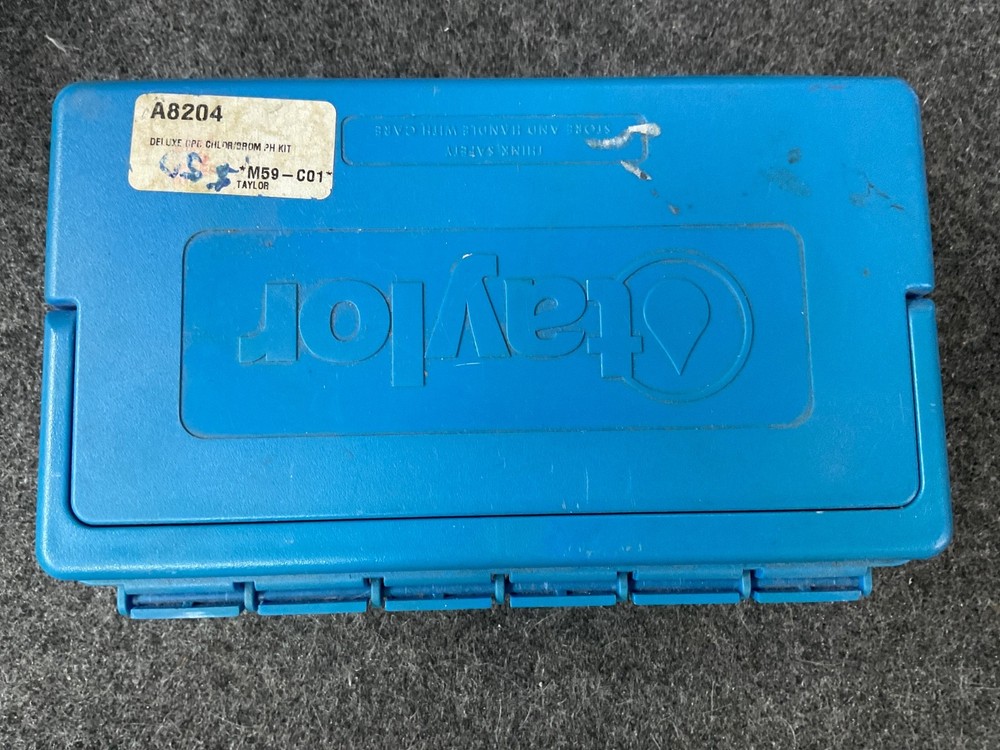 A8204
DELUXE DPD CHLOR/BROM PH KIT
*M59-C01*
TAYLOR
THINK SAFETY
STORE AND HANDLE WITH CARE
taylor